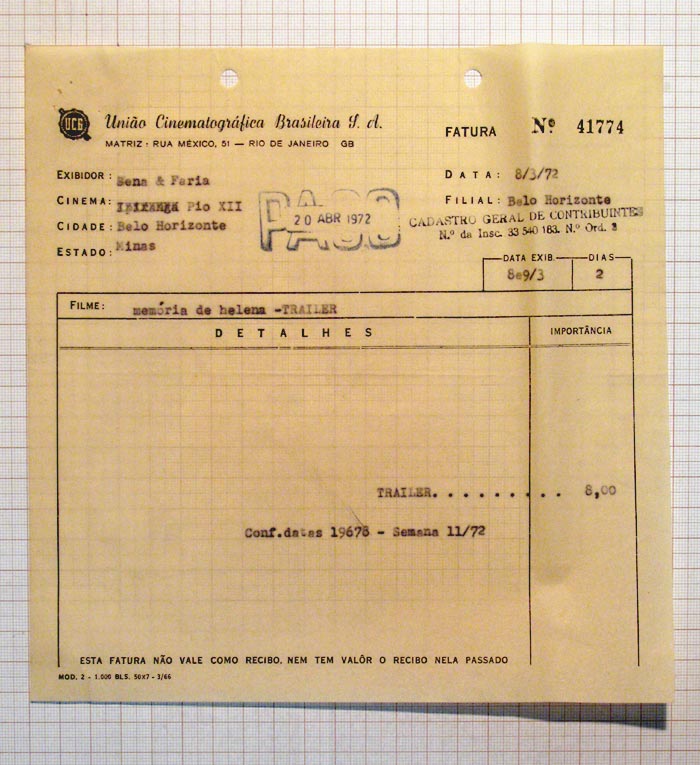 UCB União Cinematográfica Brasileira S. A.
MATRIZ: RUA MÉXICO, 51 — RIO DE JANEIRO GB
FATURA Nº 41774
EXIBIDOR: Sena & Faria
CINEMA: Pio XII
CIDADE: Belo Horizonte
ESTADO: Minas
PAGO
20 ABR 1972
DATA: 8/3/72
FILIAL: Belo Horizonte
CADASTRO GERAL DE CONTRIBUINTES
N.º da Insc. 33 540 183. N.º Ord. 2
DATA EXIB. DIAS
8e9/3 2
FILME: memória de helena -TRAILER
DETALHES IMPORTÂNCIA
TRAILER.......... 8,00
Conf.datas 19678 - Semana 11/72
ESTA FATURA NÃO VALE COMO RECIBO, NEM TEM VALÔR O RECIBO NELA PASSADO
MOD. 2 - 1.000 BLS. 50x7 - 3/66